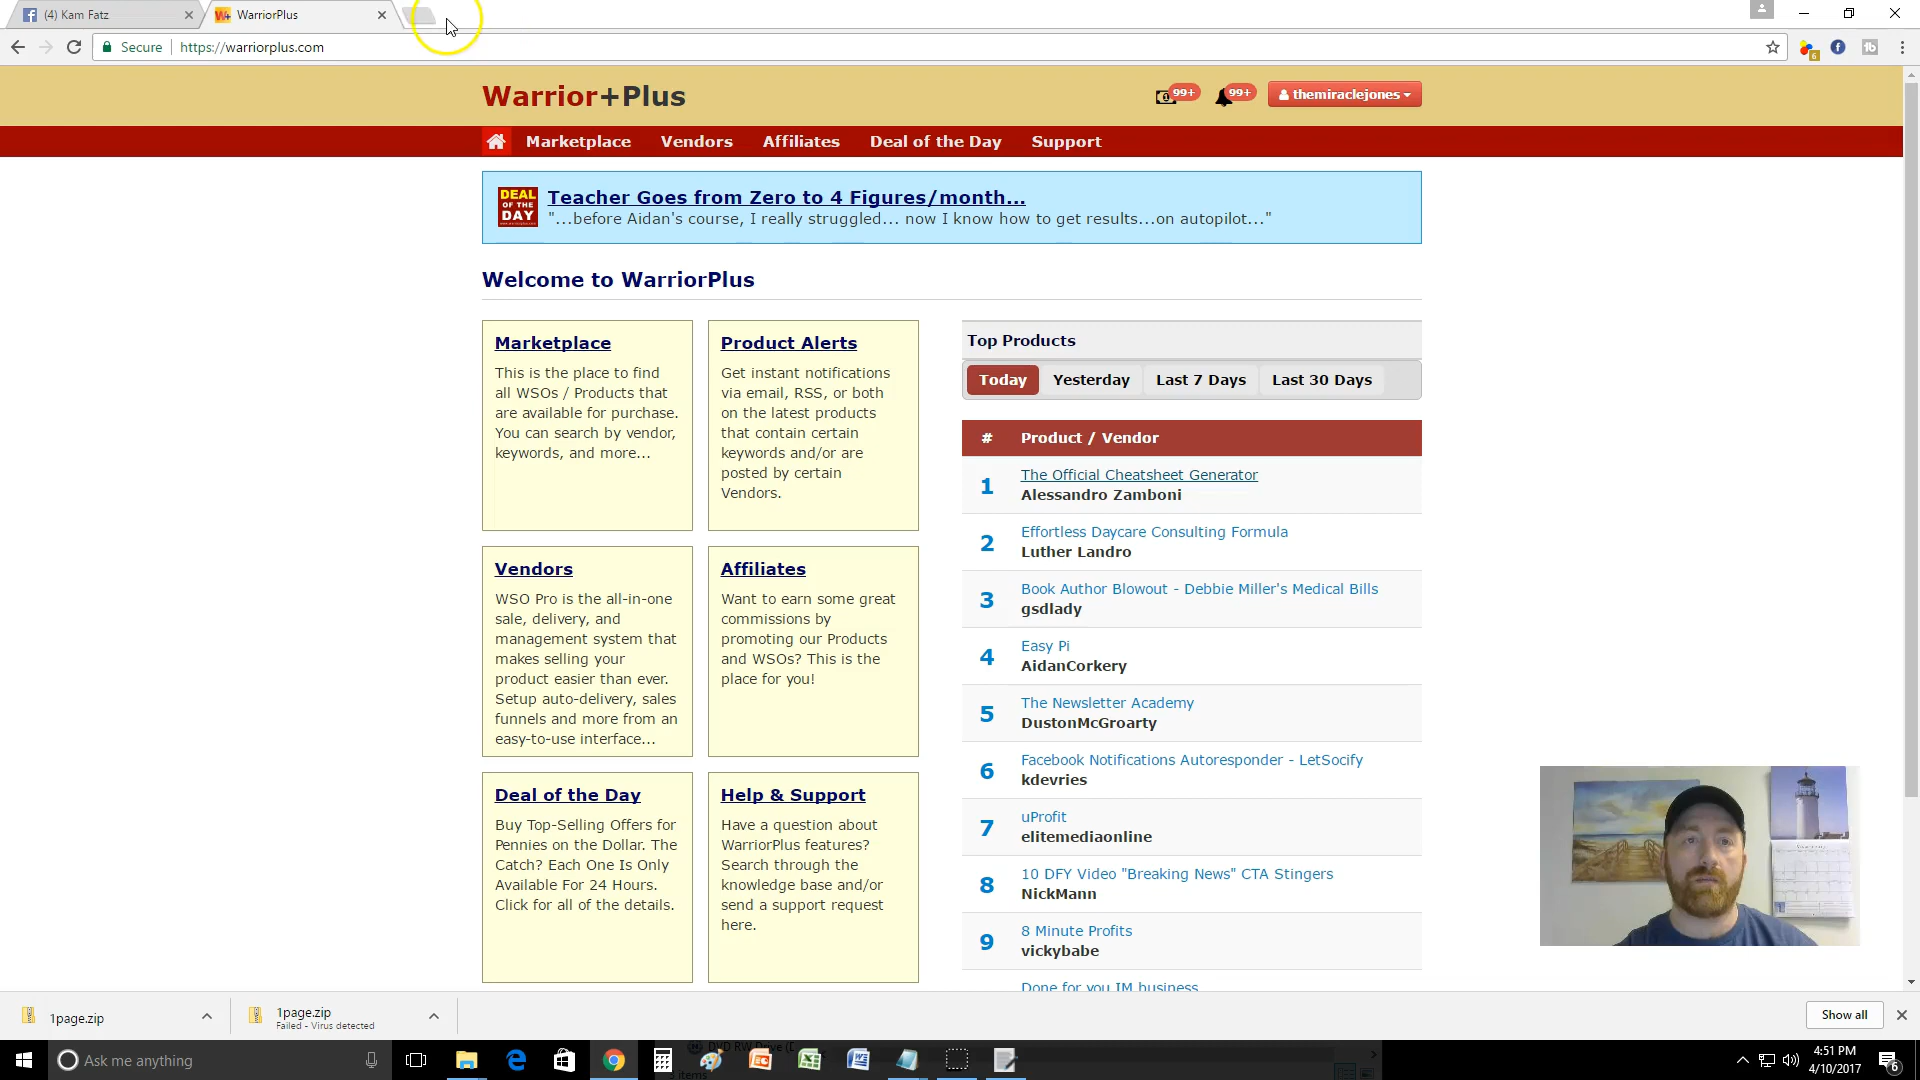 (4) Kam Fatz
WarriorPlus
Secure
https://warriorplus.com
6
Warrior+Plus
99+
99+
themiraclejones
Marketplace
Vendors
Affiliates
Deal of the Day
Support
DEAL
OF THE
DAY
Teacher Goes from Zero to 4 Figures/month...
"...before Aidan's course, I really struggled... now I know how to get results...on autopilot..."
Welcome to WarriorPlus
Marketplace
This is the place to find
all WSOs / Products that
are available for purchase.
You can search by vendor,
keywords, and more...
Product Alerts
Get instant notifications
via email, RSS, or both
on the latest products
that contain certain
keywords and/or are
posted by certain
Vendors.
Vendors
WSO Pro is the all-in-one
sale, delivery, and
management system that
makes selling your
product easier than ever.
Setup auto-delivery, sales
funnels and more from an
easy-to-use interface...
Affiliates
Want to earn some great
commissions by
promoting our Products
and WSOs? This is the
place for you!
Deal of the Day
Buy Top-Selling Offers for
Pennies on the Dollar. The
Catch? Each One Is Only
Available For 24 Hours.
Click for all of the details.
Help & Support
Have a question about
WarriorPlus features?
Search through the
knowledge base and/or
send a support request
here.
Top Products
Today
Yesterday
Last 7 Days
Last 30 Days
# Product / Vendor
1 The Official Cheatsheet Generator
Alessandro Zamboni
2 Effortless Daycare Consulting Formula
Luther Landro
3 Book Author Blowout - Debbie Miller's Medical Bills
gsdlady
4 Easy Pi
AidanCorkery
5 The Newsletter Academy
DustonMcGroarty
6 Facebook Notifications Autoresponder - LetSocify
kdevries
7 uProfit
elitemediaonline
8 10 DFY Video "Breaking News" CTA Stingers
NickMann
9 8 Minute Profits
vickybabe
Done for you IM business
1page.zip
1page.zip
Failed - Virus detected
Show all
Ask me anything
DVD RW Drive (E
items
4:51 PM
4/10/2017
6